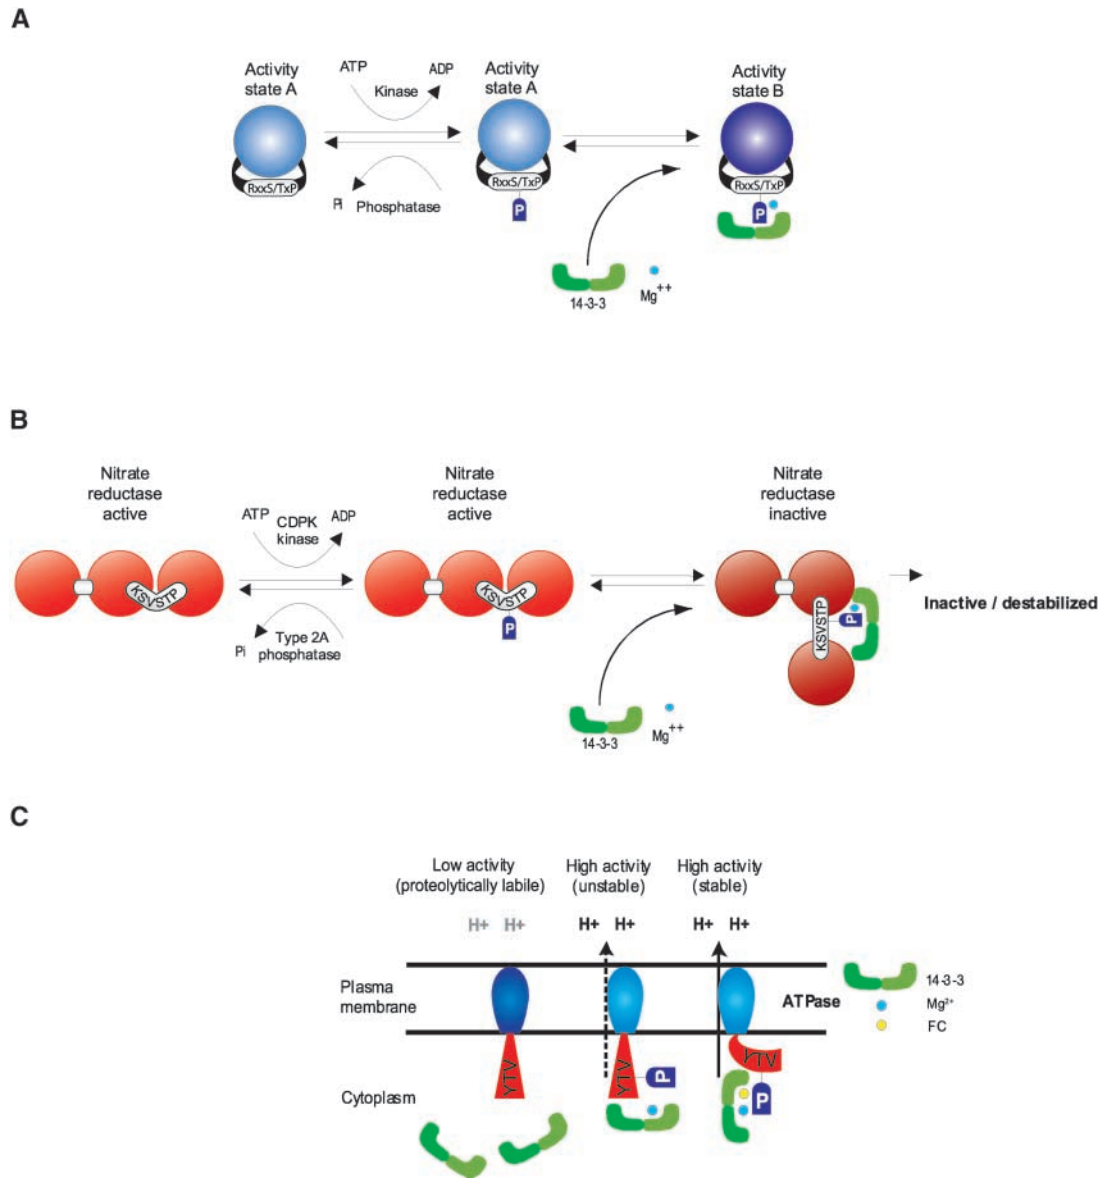 A
Activity
state A
ATP
ADP
Kinase
Activity
state A
Activity
state B
RxxS/TxP
RxxS/TxP
P
RxxS/TxP
P
Pi
Phosphatase
14-3-3
Mg++
B
Nitrate
reductase
active
ATP
CDPK
kinase
ADP
Nitrate
reductase
active
Nitrate
reductase
inactive
KSVSTP
KSVSTP
P
KSVSTP
P
Inactive / destabilized
Pi
Type 2A
phosphatase
14-3-3
Mg++
C
Low activity
(proteolytically labile)
High activity
(unstable)
High activity
(stable)
H+ H+
H+ H+
H+ H+
Plasma
membrane
ATPase
14-3-3
Mg2+
FC
YTV
YTV
P
YTV
P
Cytoplasm